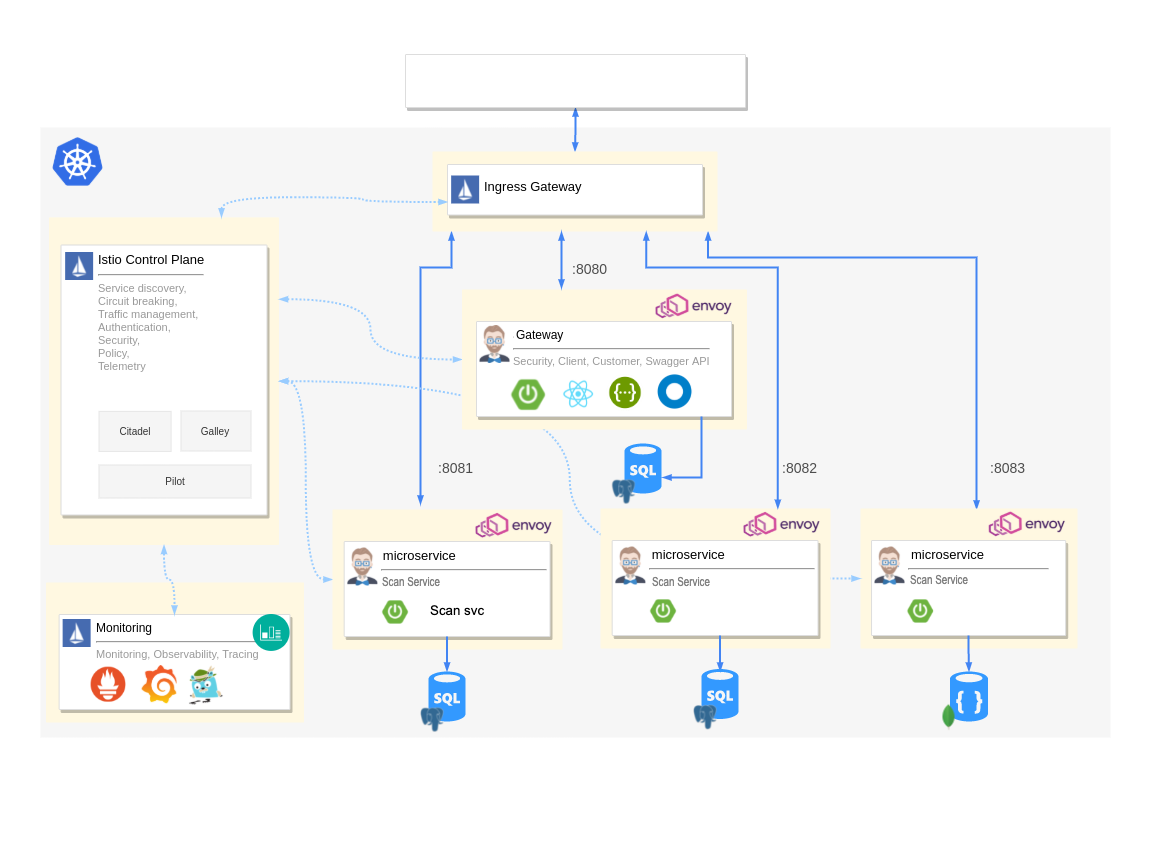 Ingress Gateway
Istio Control Plane
Service discovery,
Circuit breaking,
Traffic management,
Authentication,
Security,
Policy,
Telemetry
Citadel
Galley
Pilot
:8080
envoy
Gateway
Security, Client, Customer, Swagger API
{···}
SQL
:8081
:8082
:8083
envoy
microservice
Scan Service
Scan svc
SQL
envoy
microservice
Scan Service
SQL
envoy
microservice
Scan Service
{ }
Monitoring
Monitoring, Observability, Tracing